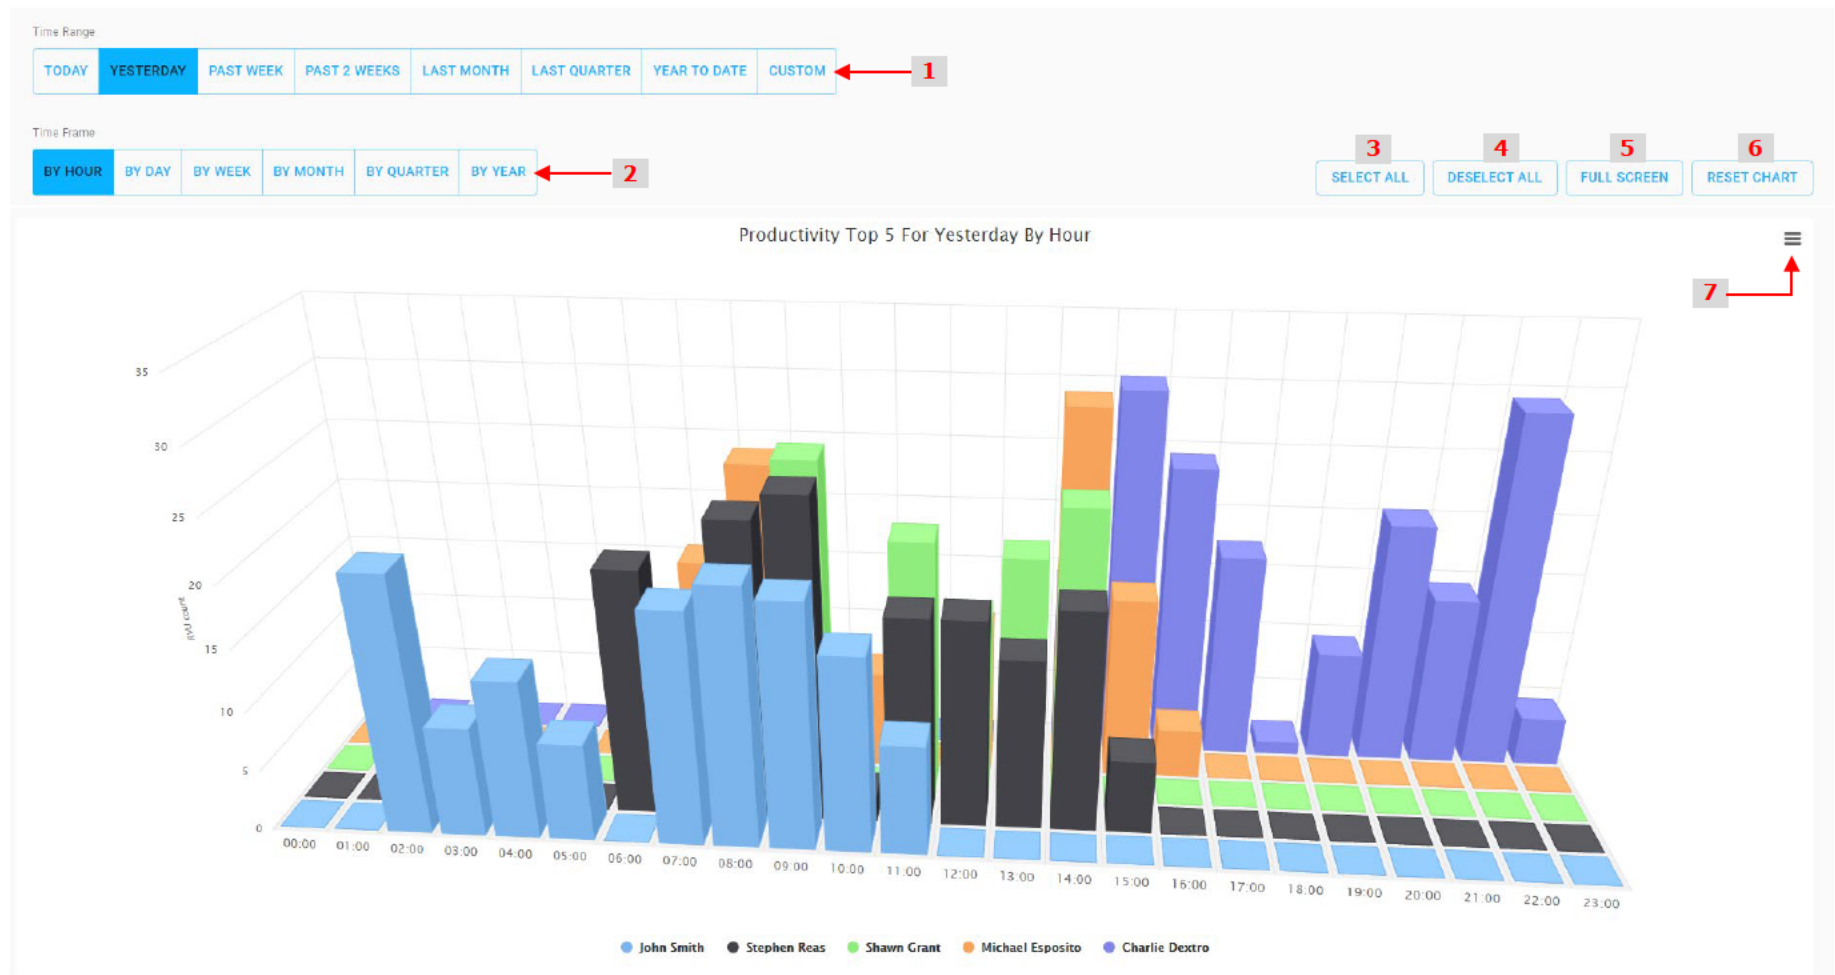 Time Range
TODAY YESTERDAY PAST WEEK PAST 2 WEEKS LAST MONTH LAST QUARTER YEAR TO DATE CUSTOM 1
Time Frame
BY HOUR BY DAY BY WEEK BY MONTH BY QUARTER BY YEAR 2
3 4 5 6
SELECT ALL DESELECT ALL FULL SCREEN RESET CHART
Productivity Top 5 For Yesterday By Hour
7
35
30
25
20
RVU count
15
10
5
0
00:00 01:00 02:00 03:00 04:00 05:00 06:00 07:00 08:00 09:00 10:00 11:00 12:00 13:00 14:00 15:00 16:00 17:00 18:00 19:00 20:00 21:00 22:00 23:00
John Smith Stephen Reas Shawn Grant Michael Esposito Charlie Dextro